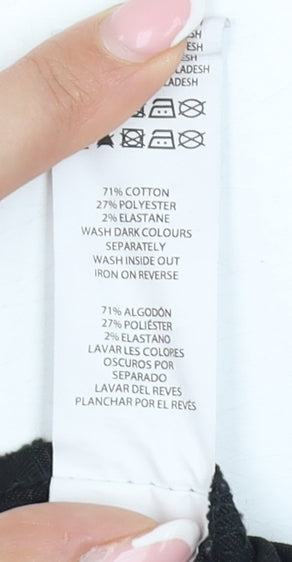 71% COTTON
27% POLYESTER
2% ELASTANE
WASH DARK COLOURS
SEPARATELY
WASH INSIDE OUT
IRON ON REVERSE
71% ALGODÓN
27% POLIÉSTER
2% ELASTANO
LAVAR LES COLORES
OSCUROS POR
SEPARADO
LAVAR DEL REVES
PLANCHAR POR EL REVÉS